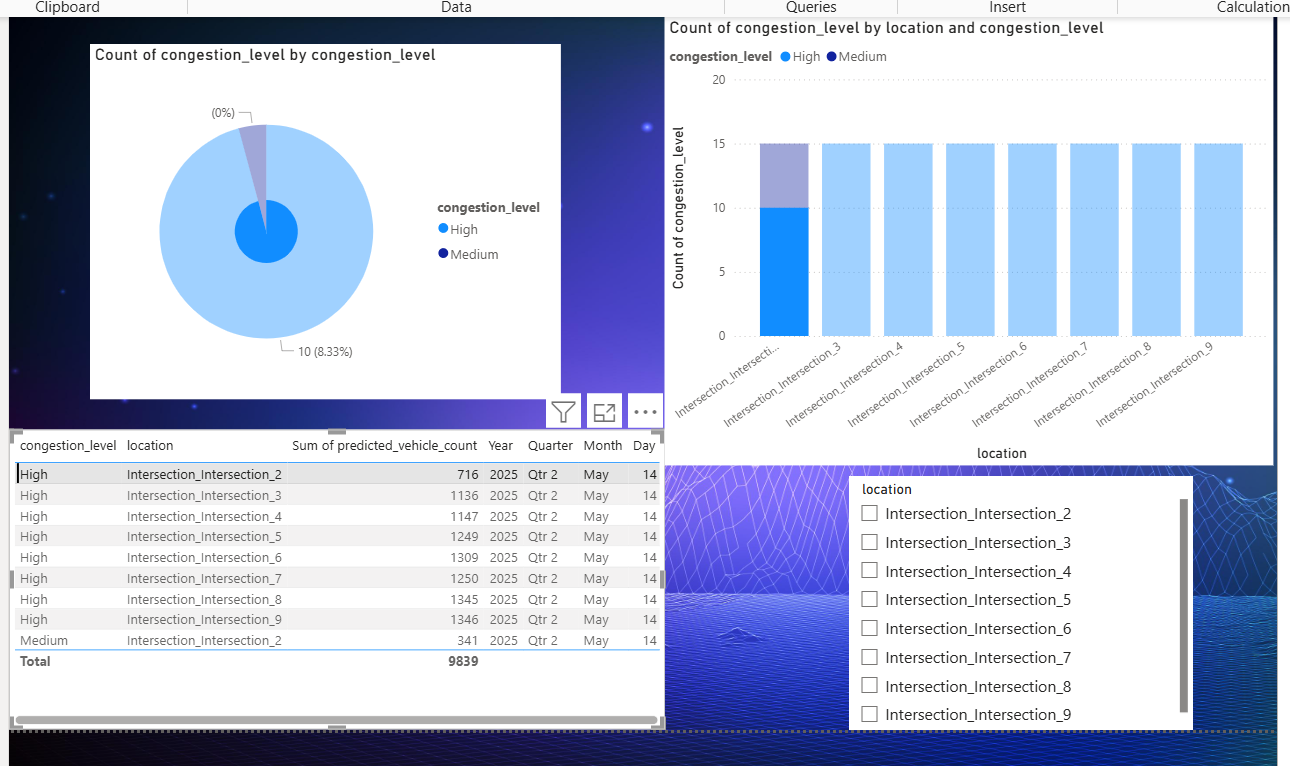 Clipboard Data Queries Insert Calculation
Count of congestion_level by congestion_level
(0%)
10 (8.33%)
congestion_level
High
Medium
Count of congestion_level by location and congestion_level
congestion_level High Medium
Count of congestion_level
20
15
10
5
0
Intersection_Intersecti...
Intersection_Intersection_3
Intersection_Intersection_4
Intersection_Intersection_5
Intersection_Intersection_6
Intersection_Intersection_7
Intersection_Intersection_8
Intersection_Intersection_9
location
congestion_level location Sum of predicted_vehicle_count Year Quarter Month Day
High Intersection_Intersection_2 716 2025 Qtr 2 May 14
High Intersection_Intersection_3 1136 2025 Qtr 2 May 14
High Intersection_Intersection_4 1147 2025 Qtr 2 May 14
High Intersection_Intersection_5 1249 2025 Qtr 2 May 14
High Intersection_Intersection_6 1309 2025 Qtr 2 May 14
High Intersection_Intersection_7 1250 2025 Qtr 2 May 14
High Intersection_Intersection_8 1345 2025 Qtr 2 May 14
High Intersection_Intersection_9 1346 2025 Qtr 2 May 14
Medium Intersection_Intersection_2 341 2025 Qtr 2 May 14
Total 9839
location
Intersection_Intersection_2
Intersection_Intersection_3
Intersection_Intersection_4
Intersection_Intersection_5
Intersection_Intersection_6
Intersection_Intersection_7
Intersection_Intersection_8
Intersection_Intersection_9